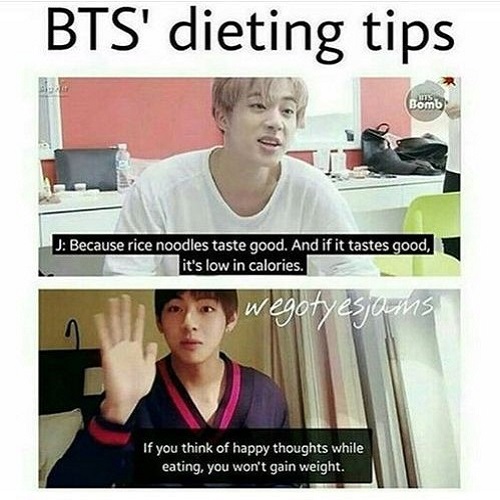 BTS' dieting tips
BTS
Bomb
J: Because rice noodles taste good. And if it tastes good,
it's low in calories.
wegotyesjams
If you think of happy thoughts while
eating, you won't gain weight.